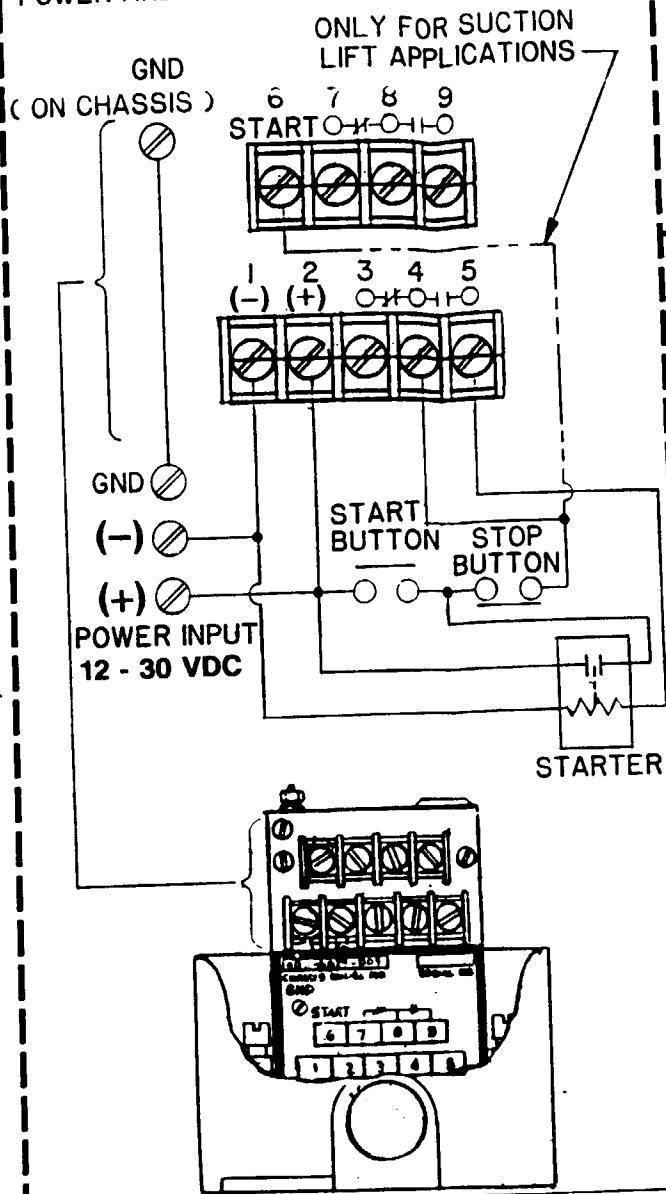 ONLY FOR SUCTION
LIFT APPLICATIONS
GND
( ON CHASSIS )
6 7 8 9
START
1 2 3 4 5
(−) (+)
GND
(−)
(+)
POWER INPUT
12 - 30 VDC
START
BUTTON
STOP
BUTTON
STARTER
GND
START
6 7 8 9
1 2 3 4 5